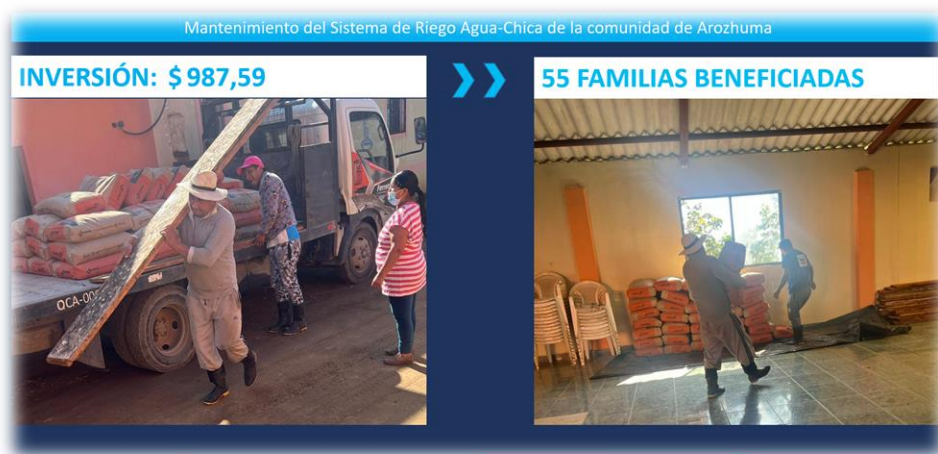 Mantenimiento del Sistema de Riego Agua-Chica de la comunidad de Arozhuma
INVERSIÓN: $ 987,59
55 FAMILIAS BENEFICIADAS